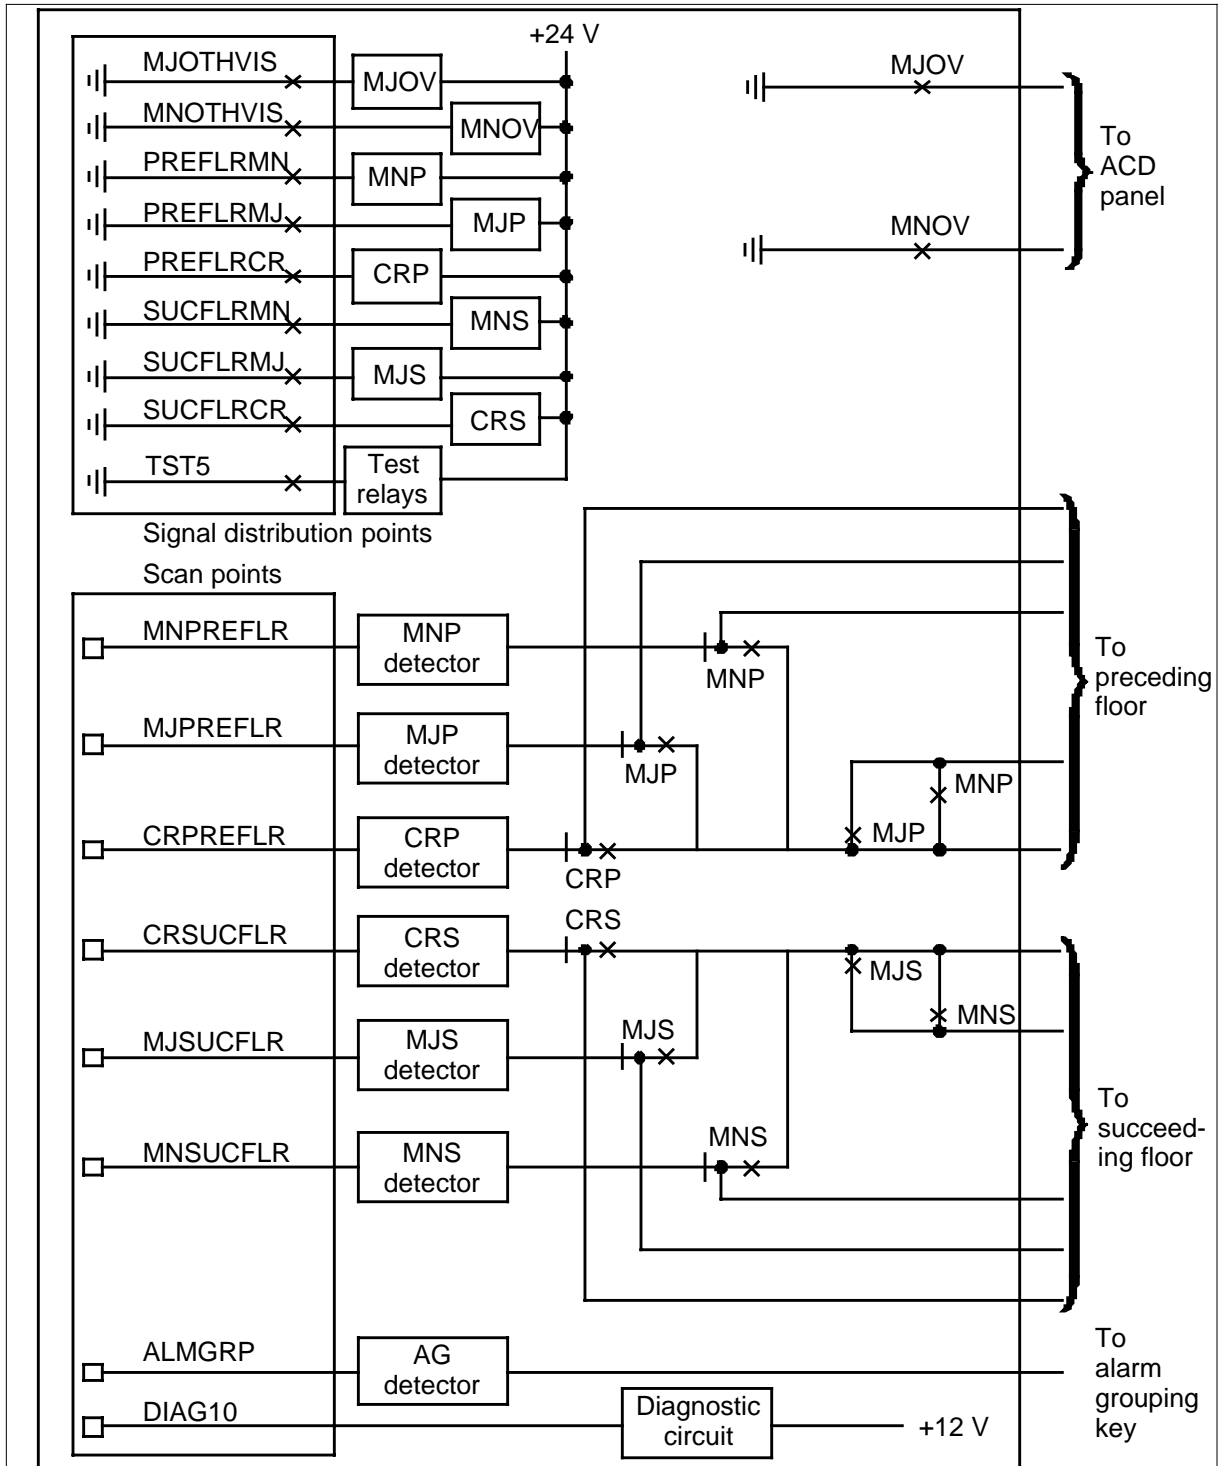 +24 V
MJOTHVIS
MJOV
MJOV
MNOTHVIS
MNOV
To
ACD
panel
PREFLRMN
MNP
PREFLRMJ
MJP
MNOV
PREFLRCR
CRP
SUCFLRMN
MNS
SUCFLRMJ
MJS
SUCFLRCR
CRS
TST5
Test
relays
Signal distribution points
Scan points
MNPREFLR
MNP
detector
MNP
To
preceding
floor
MJPREFLR
MJP
detector
MJP
MNP
CRPREFLR
CRP
detector
MJP
CRP
CRS
CRSUCFLR
CRS
detector
MJS
MNS
MJSUCFLR
MJS
detector
MJS
To
succeed-
ing floor
MNSUCFLR
MNS
detector
MNS
ALMGRP
AG
detector
To
alarm
grouping
key
DIAG10
Diagnostic
circuit
+12 V